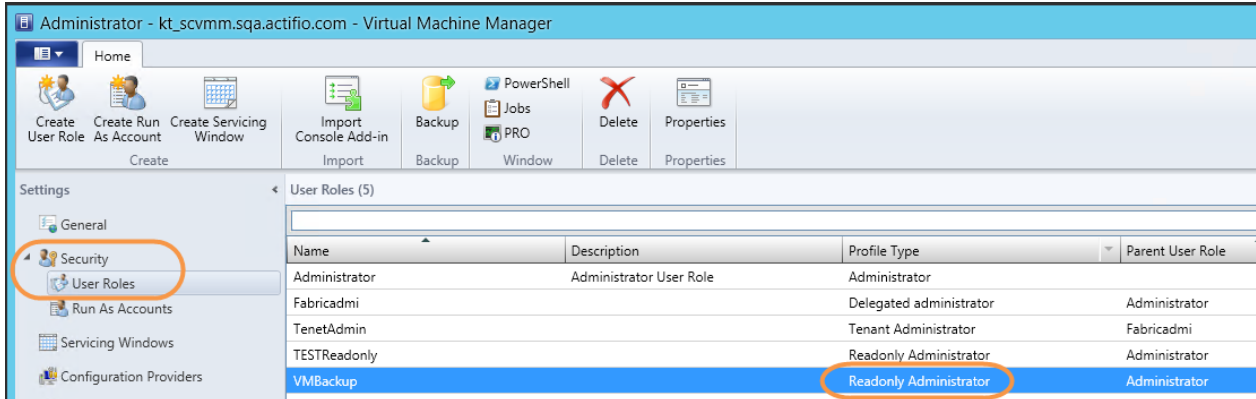 Administrator - kt_scvmm.sqa.actifio.com - Virtual Machine Manager
Home
Create User Role
Create Run As Account
Create Servicing Window
Create
Import Console Add-in
Import
Backup
Backup
PowerShell
Jobs
PRO
Window
Delete
Delete
Properties
Properties
Settings
General
Security
User Roles
Run As Accounts
Servicing Windows
Configuration Providers
User Roles (5)
Name Description Profile Type Parent User Role
Administrator Administrator User Role Administrator
Fabricadmi Delegated administrator Administrator
TenetAdmin Tenant Administrator Fabricadmi
TESTReadonly Readonly Administrator Administrator
VMBackup Readonly Administrator Administrator